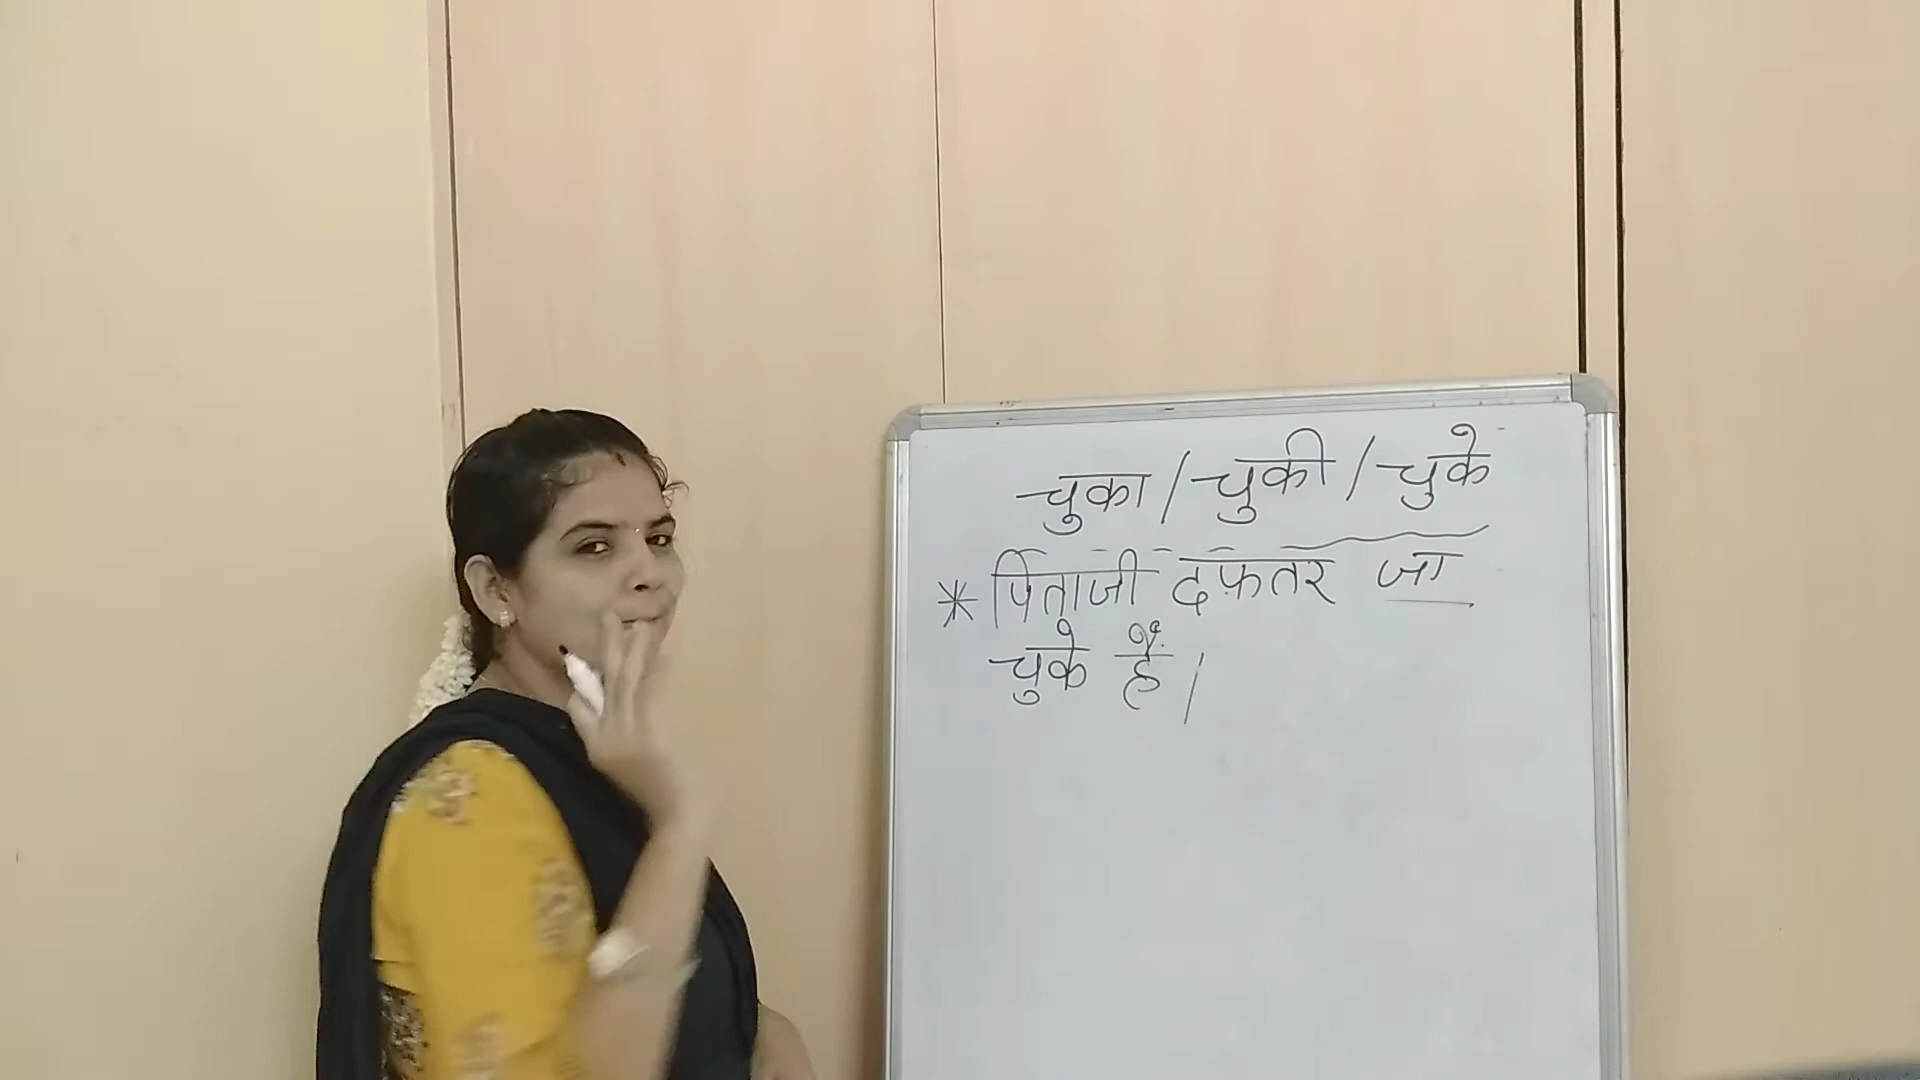 चुका / चुकी / चुके
* पिताजी दफ़तर जा
चुके हैं।